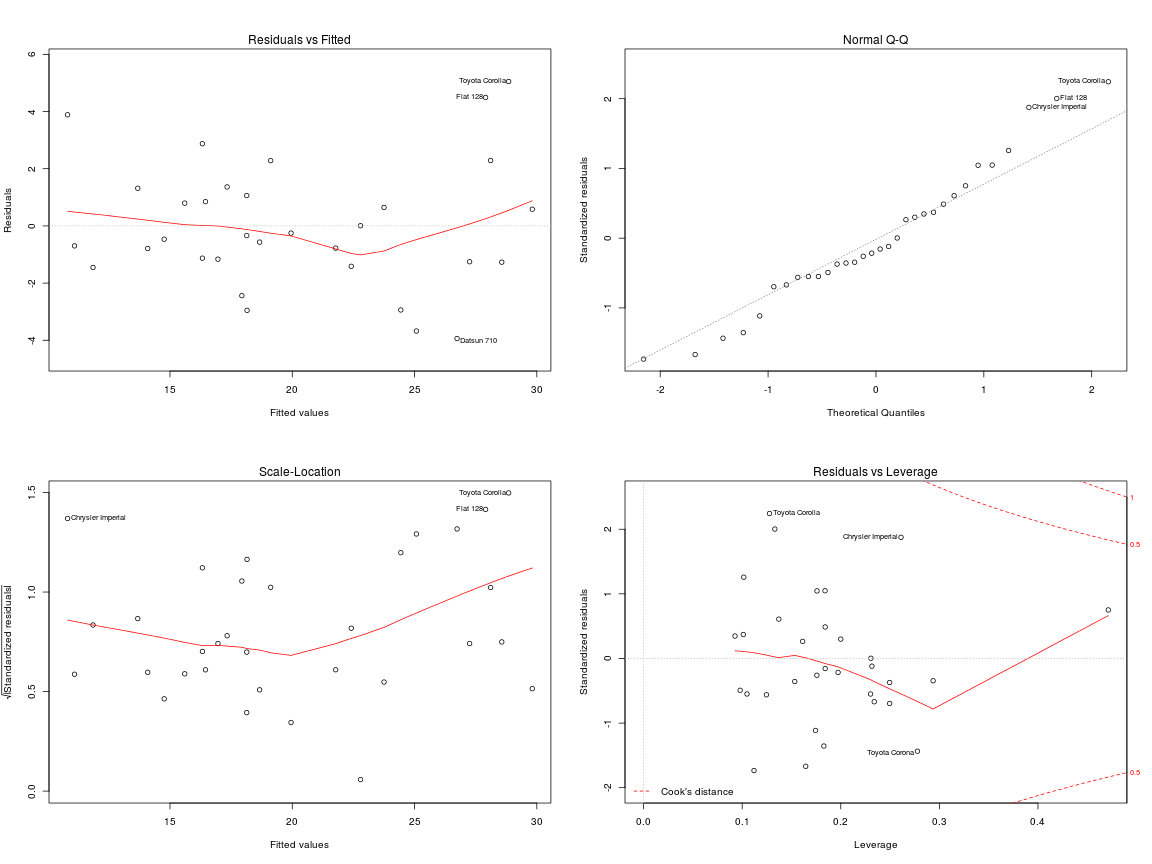 Residuals vs Fitted
Residuals
6
4
2
0
-2
-4
Toyota Corolla
Fiat 128
Datsun 710
15 20 25 30
Fitted values
Normal Q-Q
Standardized residuals
2
1
0
-1
Toyota Corolla
Fiat 128
Chrysler Imperial
-2 -1 0 1 2
Theoretical Quantiles
Scale-Location
√|Standardized residuals|
1.5
1.0
0.5
0.0
Toyota Corolla
Fiat 128
Chrysler Imperial
15 20 25 30
Fitted values
Residuals vs Leverage
Standardized residuals
2
1
0
-1
-2
1
0.5
0.5
Toyota Corolla
Chrysler Imperial
Toyota Corona
Cook's distance
0.0 0.1 0.2 0.3 0.4
Leverage